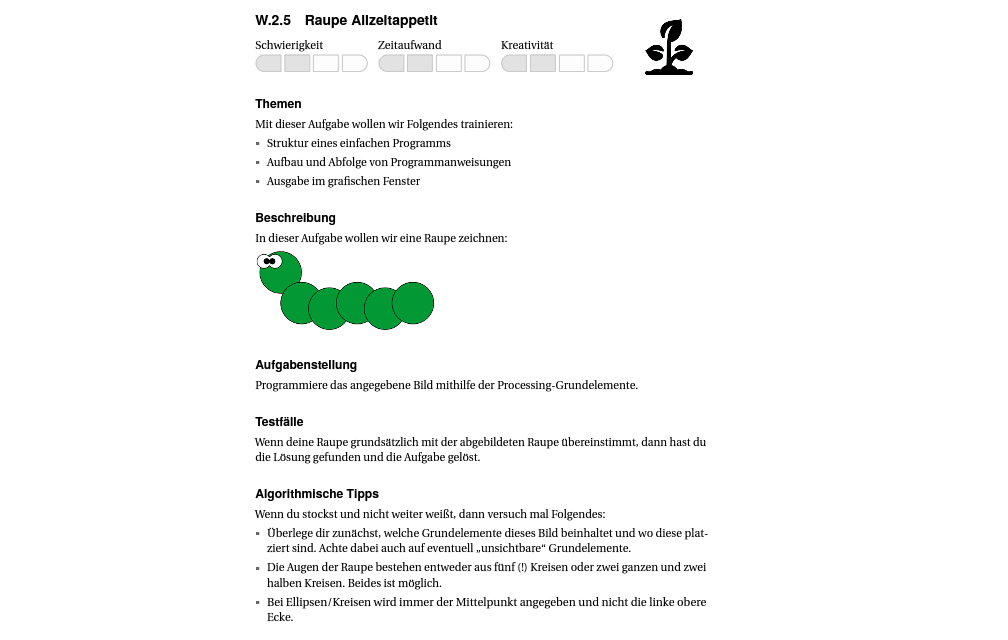 W.2.5 Raupe Allzeitappetit
Schwierigkeit Zeitaufwand Kreativität
Themen
Mit dieser Aufgabe wollen wir Folgendes trainieren:
▪ Struktur eines einfachen Programms
▪ Aufbau und Abfolge von Programmanweisungen
▪ Ausgabe im grafischen Fenster
Beschreibung
In dieser Aufgabe wollen wir eine Raupe zeichnen:
Aufgabenstellung
Programmiere das angegebene Bild mithilfe der Processing-Grundelemente.
Testfälle
Wenn deine Raupe grundsätzlich mit der abgebildeten Raupe übereinstimmt, dann hast du
die Lösung gefunden und die Aufgabe gelöst.
Algorithmische Tipps
Wenn du stockst und nicht weiter weißt, dann versuch mal Folgendes:
▪ Überlege dir zunächst, welche Grundelemente dieses Bild beinhaltet und wo diese plat-
ziert sind. Achte dabei auch auf eventuell „unsichtbare“ Grundelemente.
▪ Die Augen der Raupe bestehen entweder aus fünf (!) Kreisen oder zwei ganzen und zwei
halben Kreisen. Beides ist möglich.
▪ Bei Ellipsen/Kreisen wird immer der Mittelpunkt angegeben und nicht die linke obere
Ecke.